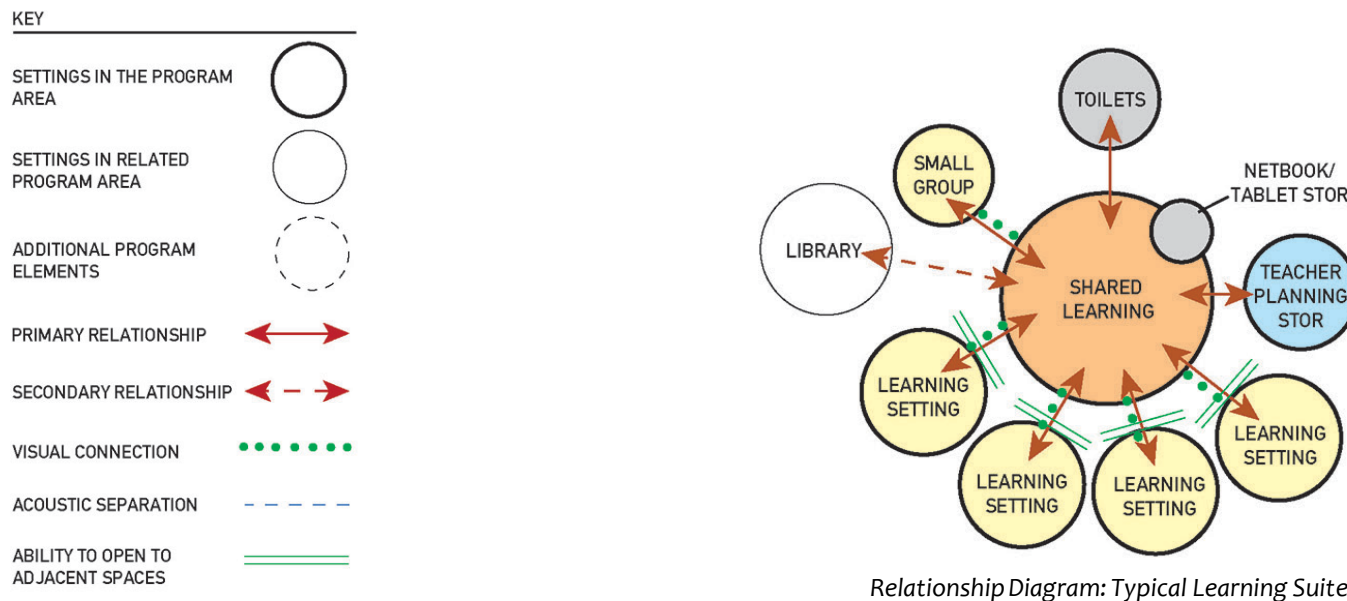 KEY
SETTINGS IN THE PROGRAM
AREA
SETTINGS IN RELATED
PROGRAM AREA
ADDITIONAL PROGRAM
ELEMENTS
PRIMARY RELATIONSHIP
SECONDARY RELATIONSHIP
VISUAL CONNECTION
ACOUSTIC SEPARATION
ABILITY TO OPEN TO
ADJACENT SPACES
TOILETS
SMALL
GROUP
NETBOOK/
TABLET STOR
LIBRARY
SHARED
LEARNING
TEACHER
PLANNING
STOR
LEARNING
SETTING
LEARNING
SETTING
LEARNING
SETTING
LEARNING
SETTING
Relationship Diagram: Typical Learning Suite